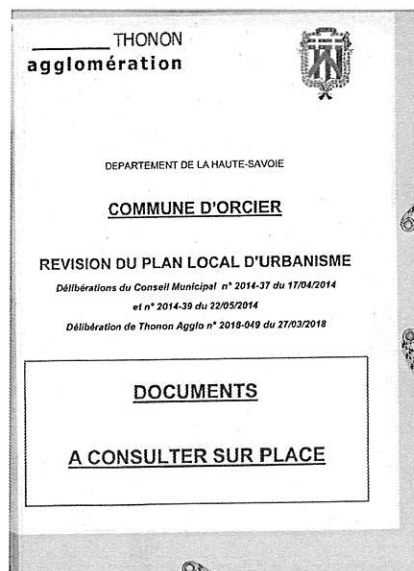 THONON
agglomération
DEPARTEMENT DE LA HAUTE-SAVOIE
COMMUNE D'ORCIER
REVISION DU PLAN LOCAL D'URBANISME
Délibérations du Conseil Municipal n° 2014-37 du 17/04/2014
et n° 2014-39 du 22/05/2014
Délibération de Thonon Agglo n° 2018-049 du 27/03/2018
DOCUMENTS
A CONSULTER SUR PLACE